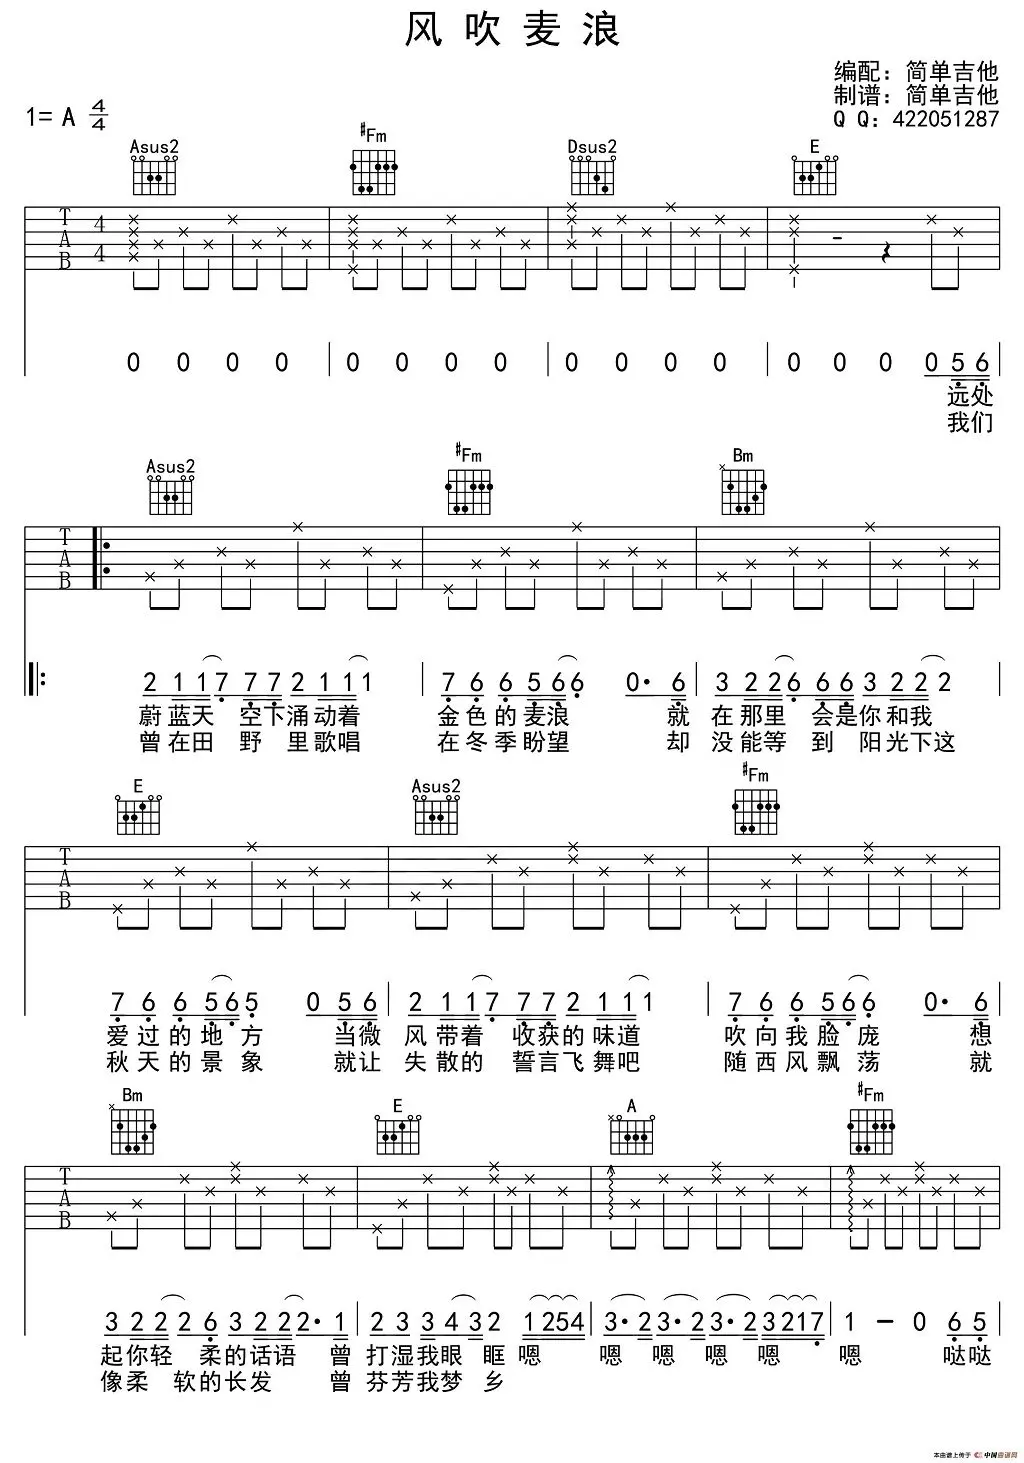 风吹麦浪
编配：简单吉他
制谱：简单吉他
Q Q：422051287
1= A 4/4
Asus2 #Fm Dsus2 E
T A B 4/4
0 0 0 0 0 0 0 0 0 0 0 0 0 0 0 0 5 6
远处
我们
Asus2 #Fm Bm
T A B
2 1 1 7 7 7 2 1 1 1 7 6 6 5 6 6 0· 6 3 2 2 6 6 6 3 2 2 2
蔚蓝天 空下涌动着 金色的麦浪 就 在那里 会是你和我
曾在田 野 里歌唱 在冬季盼望 却 没能等 到 阳光下这
E Asus2 #Fm
T A B
7 6 6 5 6 5 0 5 6 2 1 1 7 7 7 2 1 1 1 7 6 6 5 6 6 0· 6
爱过的地方 当微 风带着 收获的味道 吹向我脸庞 想
秋天的景象 就让 失散的 誓言飞舞吧 随西风飘荡 就
Bm E A #Fm
T A B
3 2 2 2 6 3 2 2 2· 1 2 3 3 4 3 2 1 2 5 4 3· 2 3· 2 3· 2 3 2 1 7· 1 – 0 6 5
起你轻 柔的话语 曾 打湿我眼 眶 嗯 嗯 嗯 嗯 嗯 嗯 哒哒
像柔 软的长发 曾 芬芳我梦 乡
本曲谱上传于 中国曲谱网